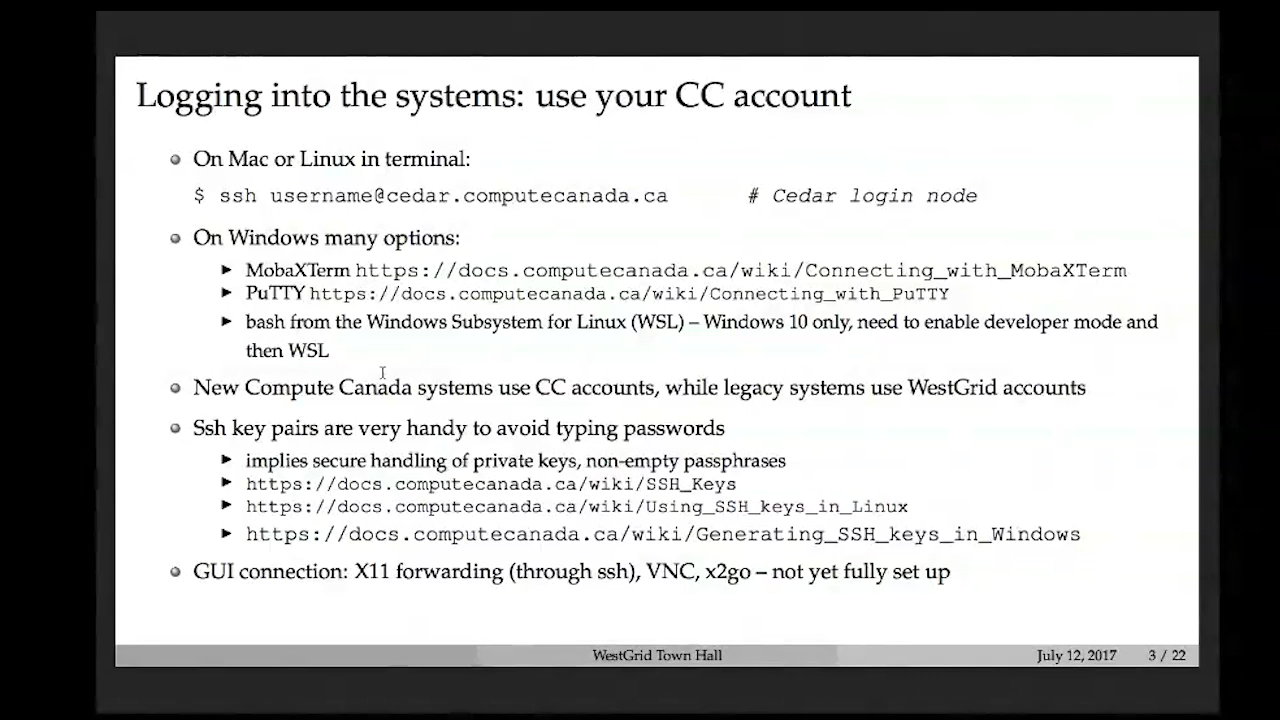 Logging into the systems: use your CC account
On Mac or Linux in terminal:
$ ssh username@cedar.computecanada.ca # Cedar login node
On Windows many options:
MobaXTerm https://docs.computecanada.ca/wiki/Connecting_with_MobaXTerm
PuTTY https://docs.computecanada.ca/wiki/Connecting_with_PuTTY
bash from the Windows Subsystem for Linux (WSL) – Windows 10 only, need to enable developer mode and
then WSL
New Compute Canada systems use CC accounts, while legacy systems use WestGrid accounts
Ssh key pairs are very handy to avoid typing passwords
implies secure handling of private keys, non-empty passphrases
https://docs.computecanada.ca/wiki/SSH_Keys
https://docs.computecanada.ca/wiki/Using_SSH_keys_in_Linux
https://docs.computecanada.ca/wiki/Generating_SSH_keys_in_Windows
GUI connection: X11 forwarding (through ssh), VNC, x2go – not yet fully set up
WestGrid Town Hall July 12, 2017 3 / 22